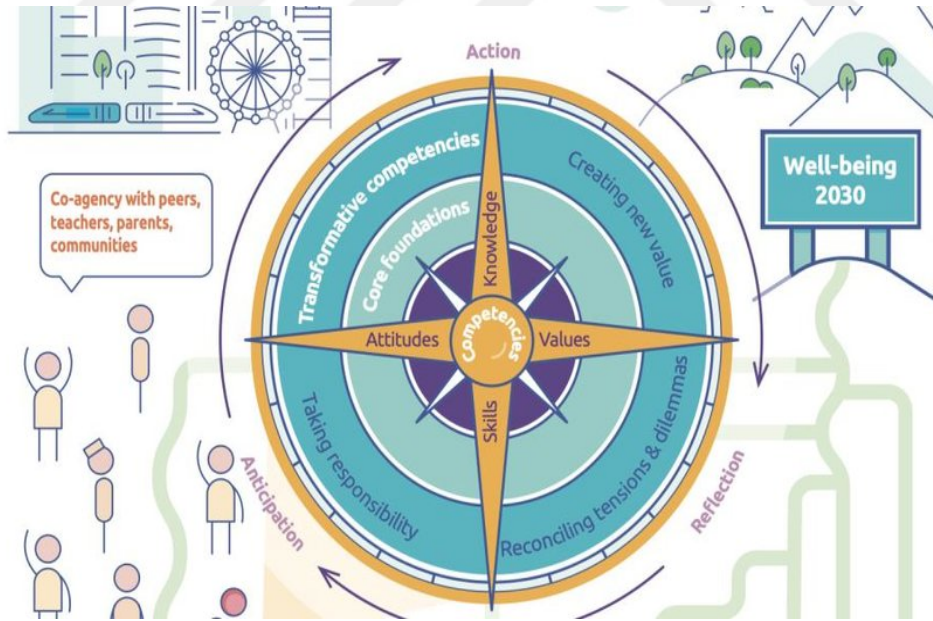 Action
Co-agency with peers,
teachers, parents,
communities
Well-being
2030
Transformative competencies
Creating new value
Core foundations
Knowledge
Attitudes
Competencies
Values
Skills
Taking responsibility
Reconciling tensions & dilemmas
Anticipation
Reflection